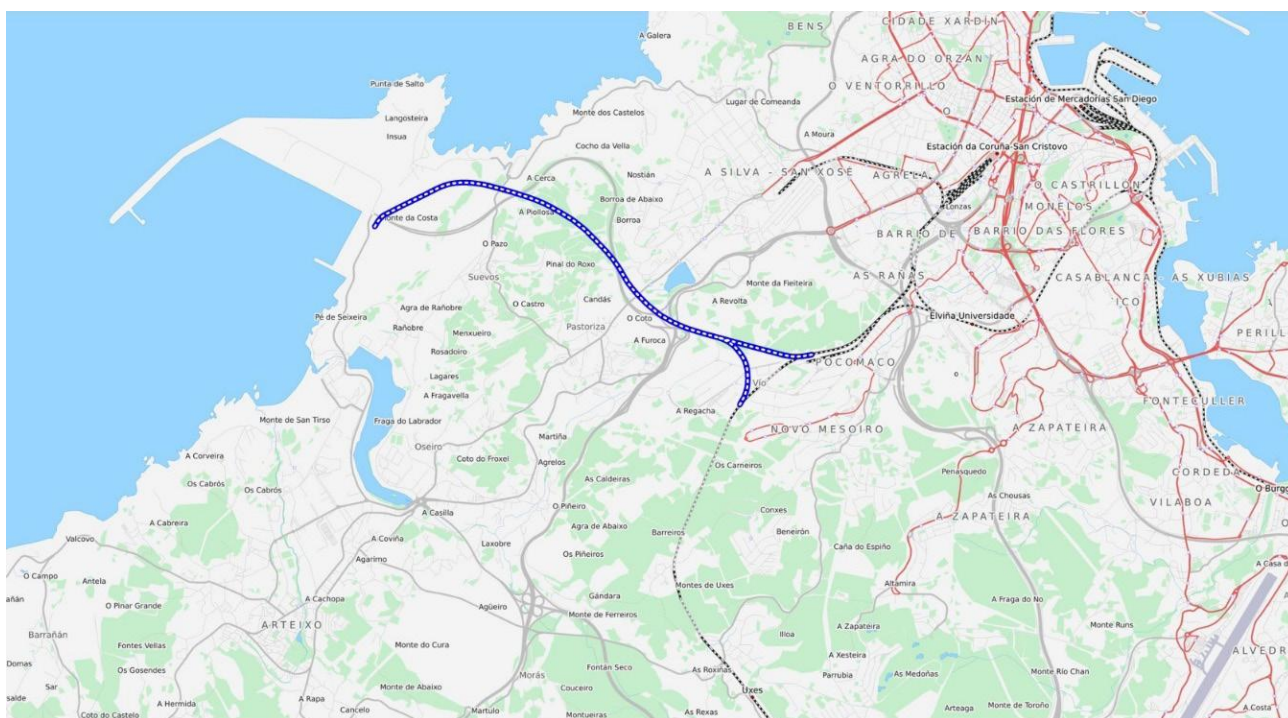 CIDADE XARDÍN
BENS
A Galera
AGRA DO ORZÁN
Punta de Salto
O VENTORRILLO
Estación de Mercadorías San Diego
Lugar de Comeanda
Langosteira
Monte dos Castelos
O
Insua
A Moura
Cocho da Vella
Estación da Coruña-San Cristovo
A Cerca
Nostián
A SILVA - SAN XOSÉ
AGRELA
O CASTRILLÓN
Borroa de Abaixo
Lonzas
MONELOS
A Piollosa
Monte da Costa
Borroa
BARRIO DE
BARRIO DAS FLORES
O Pazo
Pinal do Roxo
Suevos
AS RAÑAS
CASABLANCA
AS XUBIAS
Monte da Fieiteira
Agra de Rañobre
O Castro
Candás
A Revolta
Pé de Seixeira
Rañobre
Menxueiro
Pastoriza
O Coto
Elviña Universidade
PERILL
Rosadoiro
A Furoca
POCOMACO
Lagares
Vío
A Fragavella
FONTECULLER
A Regacha
Monte de San Tirso
Fraga do Labrador
NOVO MESOIRO
A ZAPATEIRA
Martiña
Oseiro
A Corveira
Coto do Froxel
Agrelos
Os Carneiros
Penasquedo
CORDEDA
As Caldeiras
Os Cabrós
Os Cabrós
As Chousas
O Burgo
VILABOA
O Piñeiro
A Casilla
Conxes
A ZAPATEIRA
A Cabreira
Agra de Abaixo
Barreiros
Beneirón
Valcovo
A Coviña
Laxobre
Os Piñeiros
Caña do Espiño
Agarimo
A Casa d
O Campo
Antela
Montes de Uxes
Altamira
añán
A Cachopa
Gándara
O Pinar Grande
Agüeiro
A Fraga do No
Monte de Ferreiros
ARTEIXO
Illoa
A Zapateira
Monte Runs
Barrañán
Fontes Vellas
Monte do Cura
ALVEDR
Domas
Os Gosendes
Fontán Seco
As Roxiñas
A Xesteira
As Medoñas
Monte Río Chan
Morás
Parrubia
Sar
Monte de Abaixo
Couceiro
Uxes
salde
A Hermida
A Rapa
Arteaga
Monte de Toroño
A Costa
Coto do Castelo
Cancelo
Martulo
Montueiras
As Rexas